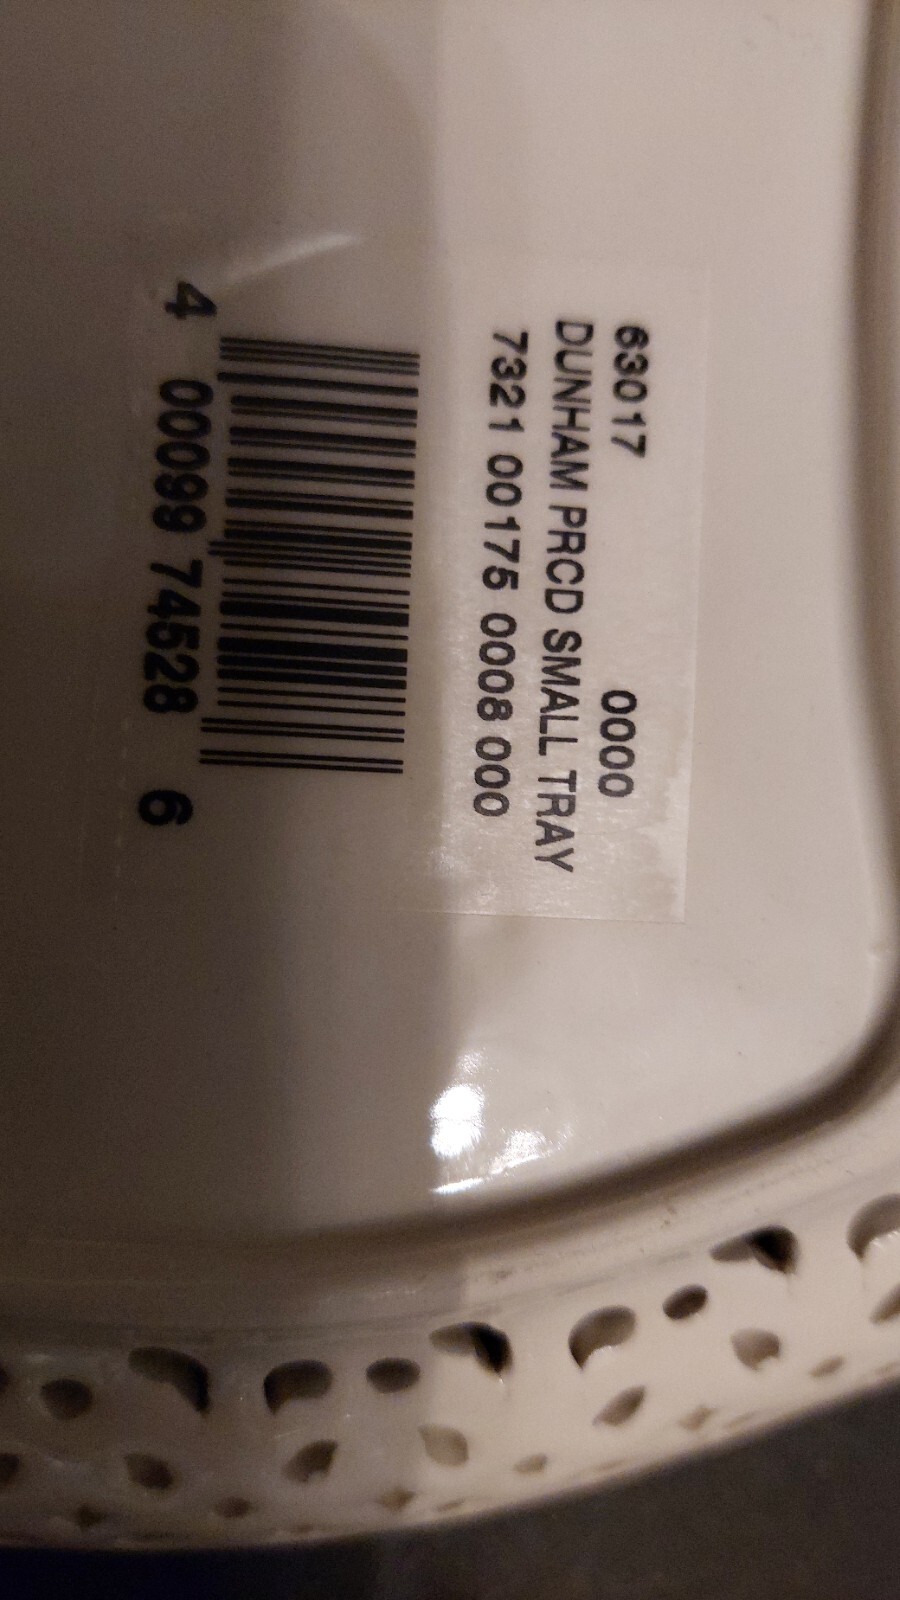 63017 0000
DUNHAM PRCD SMALL TRAY
7321 00175 0008 000
4 00099 74528 6